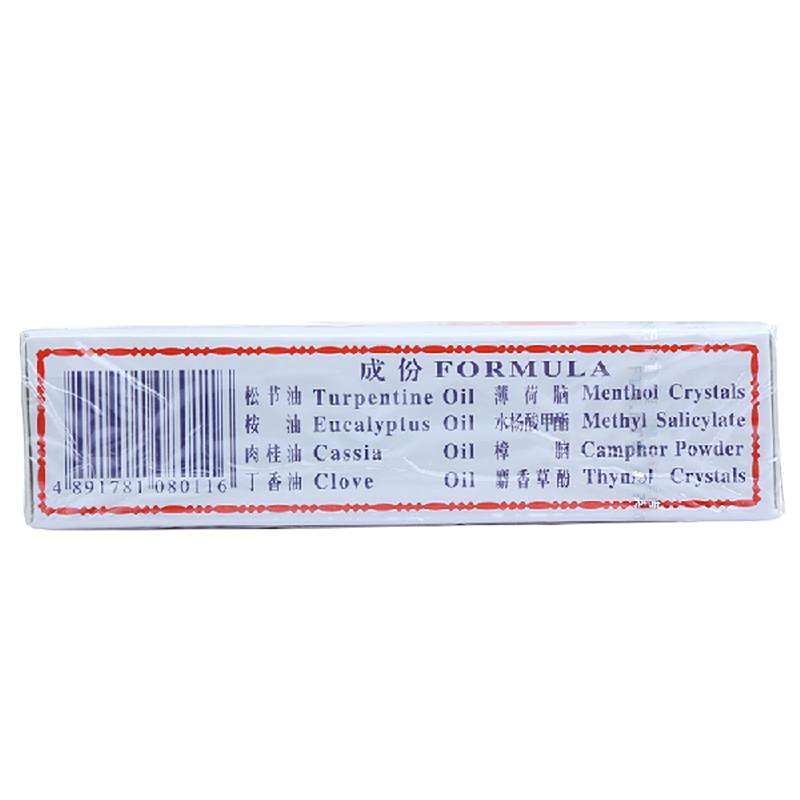 成份 FORMULA
松节油 Turpentine Oil 薄荷脑 Menthol Crystals
桉油 Eucalyptus Oil 水杨酸甲酯 Methyl Salicylate
肉桂油 Cassia Oil 樟脑 Camphor Powder
丁香油 Clove Oil 麝香草酚 Thymol Crystals
4 891781 080116